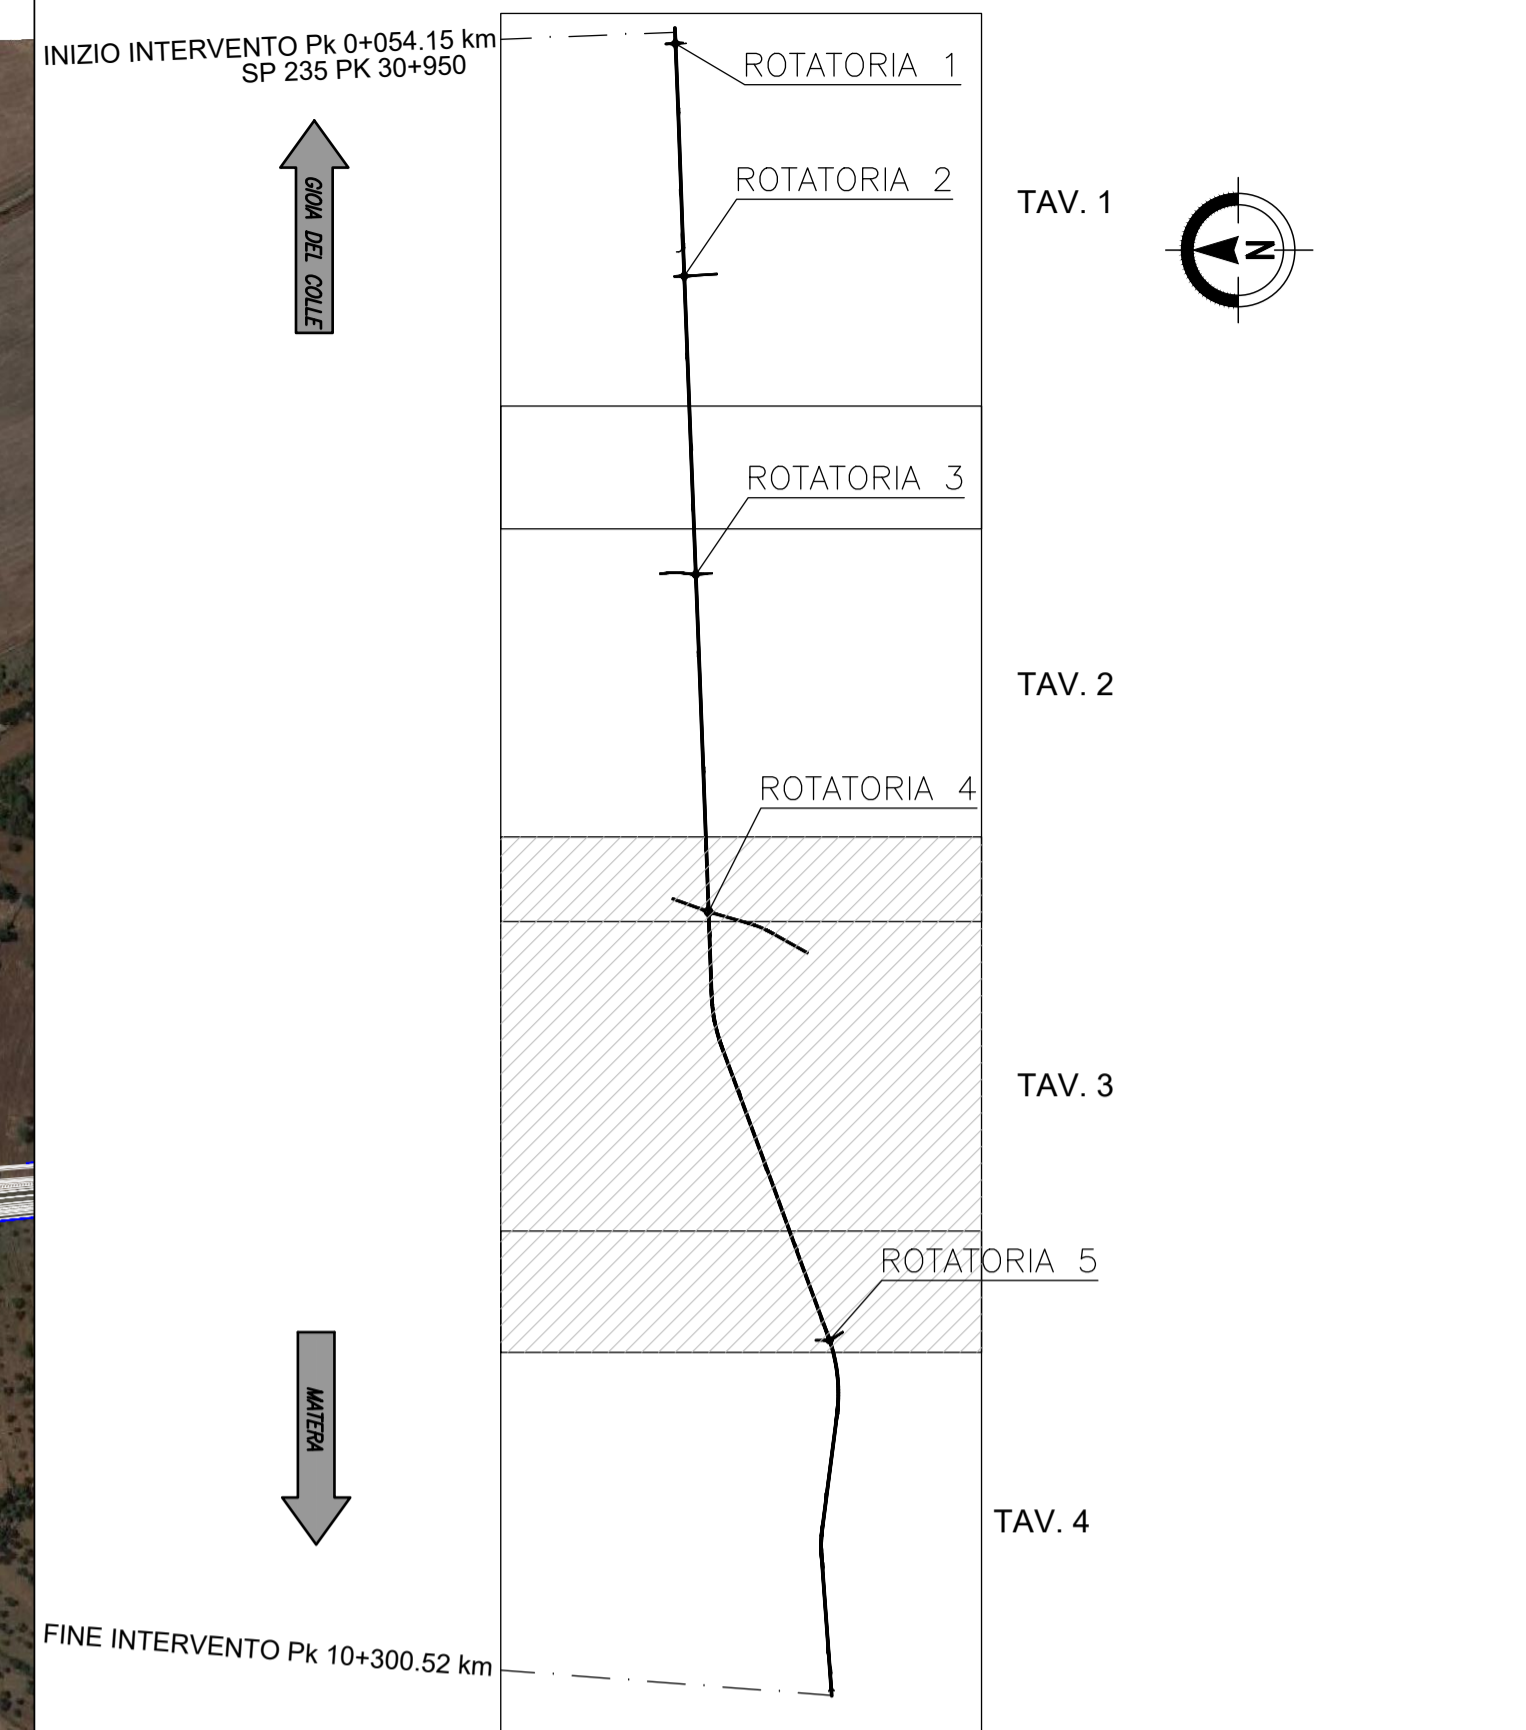 INIZIO INTERVENTO Pk 0+054.15 km
SP 235 PK 30+950
ROTATORIA 1
GIOIA DEL COLLE
ROTATORIA 2
TAV. 1
N
ROTATORIA 3
TAV. 2
ROTATORIA 4
TAV. 3
ROTATORIA 5
MATERA
TAV. 4
FINE INTERVENTO Pk 10+300.52 km